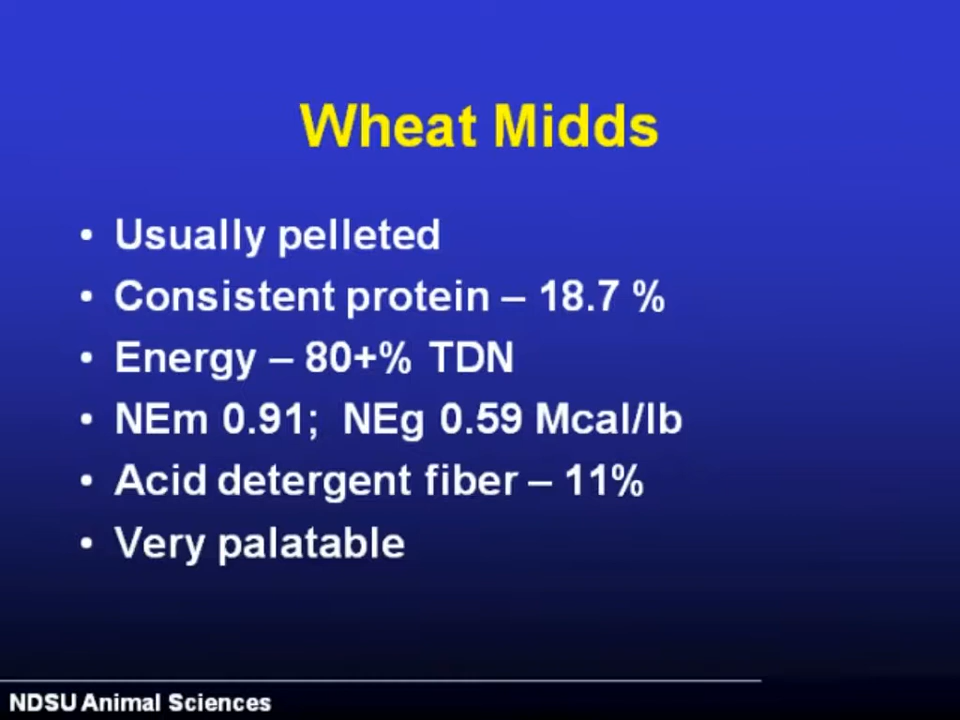 Wheat Midds
• Usually pelleted
• Consistent protein – 18.7 %
• Energy – 80+% TDN
• NEm 0.91; NEg 0.59 Mcal/lb
• Acid detergent fiber – 11%
• Very palatable
NDSU Animal Sciences